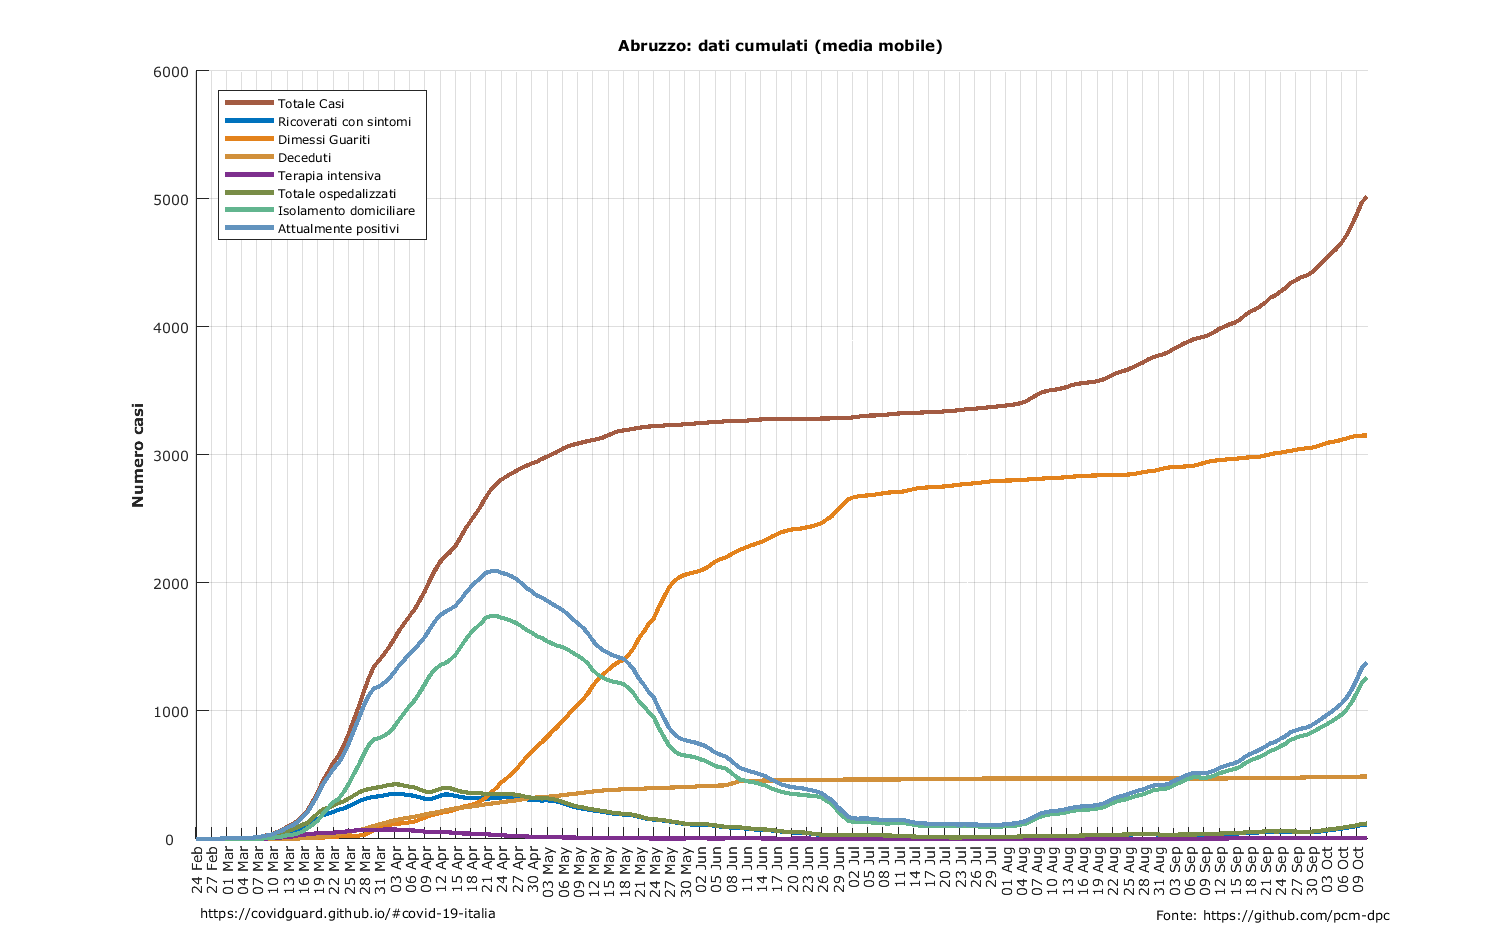 Abruzzo: dati cumulati (media mobile)
6000
5000
4000
3000
2000
1000
0
Numero casi
Totale Casi
Ricoverati con sintomi
Dimessi Guariti
Deceduti
Terapia intensiva
Totale ospedalizzati
Isolamento domiciliare
Attualmente positivi
24 Feb
27 Feb
01 Mar
04 Mar
07 Mar
10 Mar
13 Mar
16 Mar
19 Mar
22 Mar
25 Mar
28 Mar
31 Mar
03 Apr
06 Apr
09 Apr
12 Apr
15 Apr
18 Apr
21 Apr
24 Apr
27 Apr
30 Apr
03 May
06 May
09 May
12 May
15 May
18 May
21 May
24 May
27 May
30 May
02 Jun
05 Jun
08 Jun
11 Jun
14 Jun
17 Jun
20 Jun
23 Jun
26 Jun
29 Jun
02 Jul
05 Jul
08 Jul
11 Jul
14 Jul
17 Jul
20 Jul
23 Jul
26 Jul
29 Jul
01 Aug
04 Aug
07 Aug
10 Aug
13 Aug
16 Aug
19 Aug
22 Aug
25 Aug
28 Aug
31 Aug
03 Sep
06 Sep
09 Sep
12 Sep
15 Sep
18 Sep
21 Sep
24 Sep
27 Sep
30 Sep
03 Oct
06 Oct
09 Oct
https://covidguard.github.io/#covid-19-italia
Fonte: https://github.com/pcm-dpc